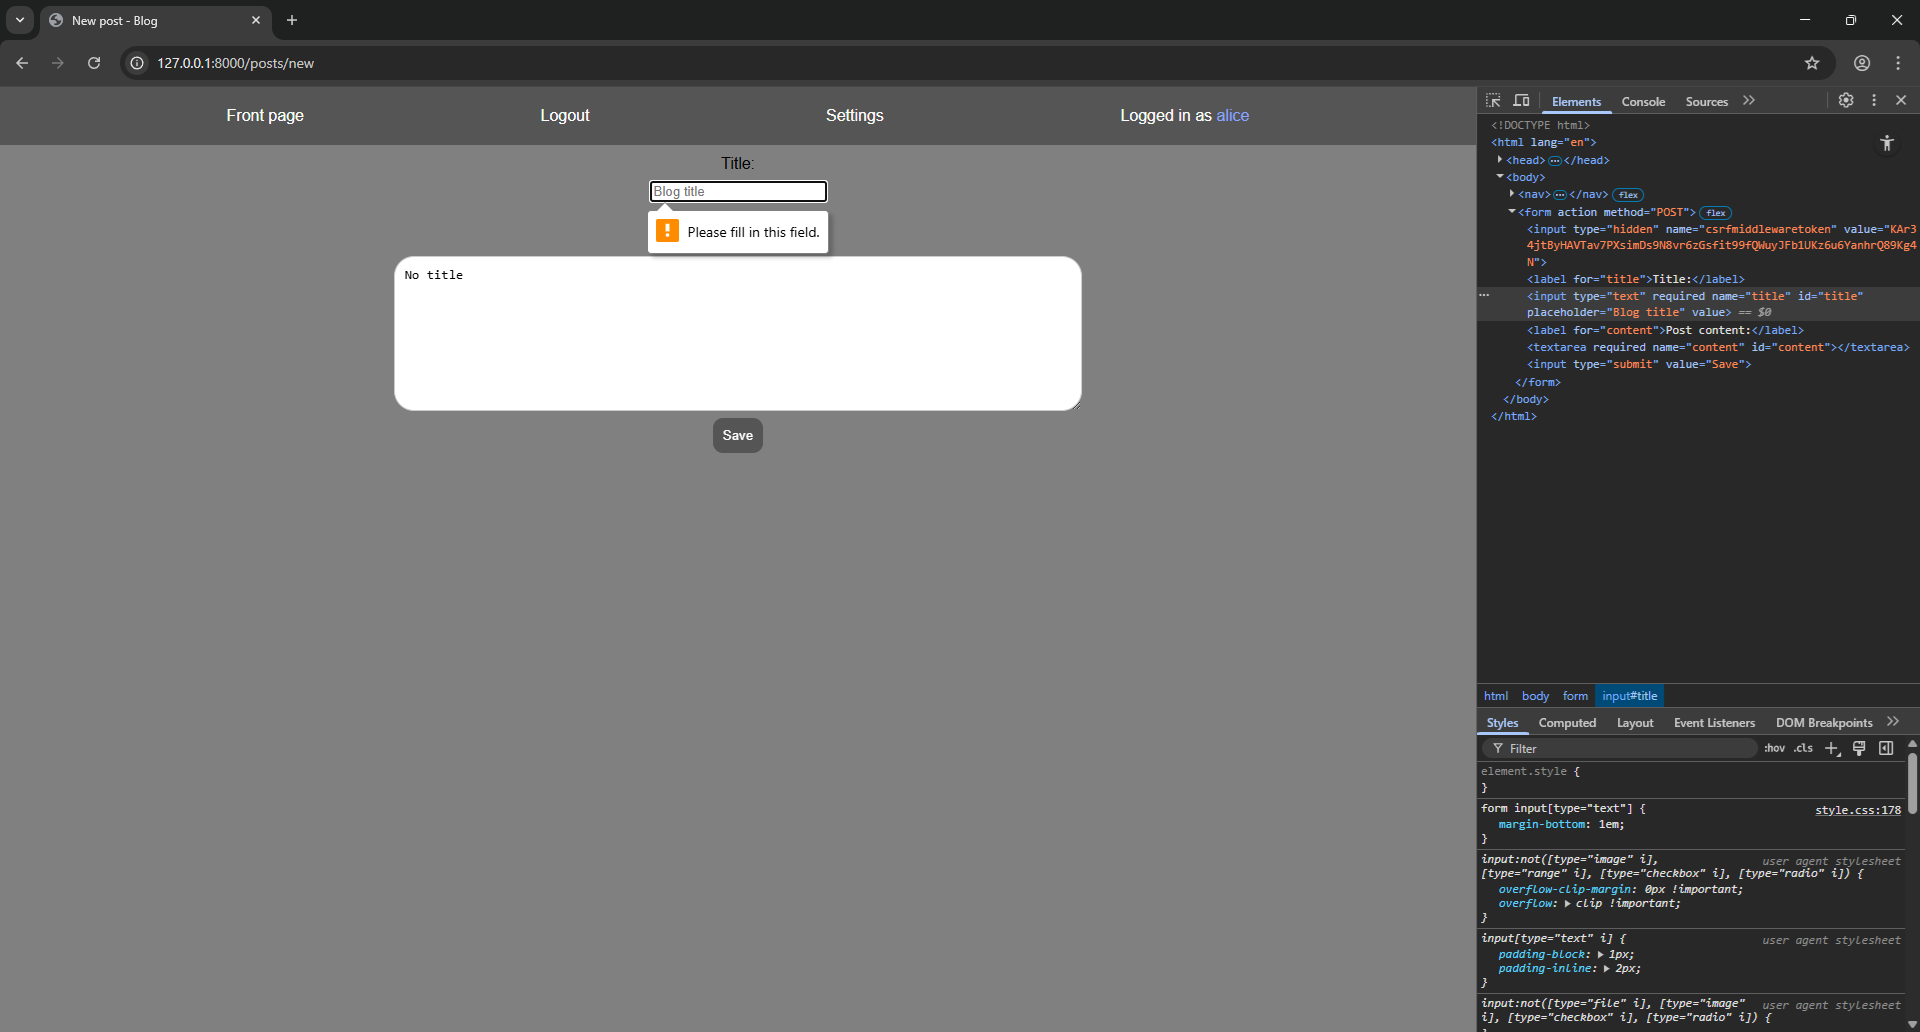 New post - Blog
127.0.0.1:8000/posts/new
Front page
Logout
Settings
Logged in as alice
Title:
Blog title
Please fill in this field.
No title
Save
Elements
Console
Sources
<!DOCTYPE html>
<html lang="en">
<head>…</head>
<body>
<nav>…</nav> flex
<form action method="POST"> flex
<input type="hidden" name="csrfmiddlewaretoken" value="KAr3
4jtByHAVTav7PXsimDs9N8vr6zGsfit99fQWuyJFb1UKz6u6YanhrQ89Kg4
N">
<label for="title">Title:</label>
<input type="text" required name="title" id="title"
placeholder="Blog title" value> == $0
<label for="content">Post content:</label>
<textarea required name="content" id="content"></textarea>
<input type="submit" value="Save">
</form>
</body>
</html>
html body form input#title
Styles Computed Layout Event Listeners DOM Breakpoints
Filter
:hov .cls
element.style {
}
form input[type="text"] {
style.css:178
margin-bottom: 1em;
}
input:not([type="image" i],
user agent stylesheet
[type="range" i], [type="checkbox" i], [type="radio" i]) {
overflow-clip-margin: 0px !important;
overflow: clip !important;
}
input[type="text" i] {
user agent stylesheet
padding-block: 1px;
padding-inline: 2px;
}
input:not([type="file" i], [type="image"
user agent stylesheet
i], [type="checkbox" i], [type="radio" i]) {